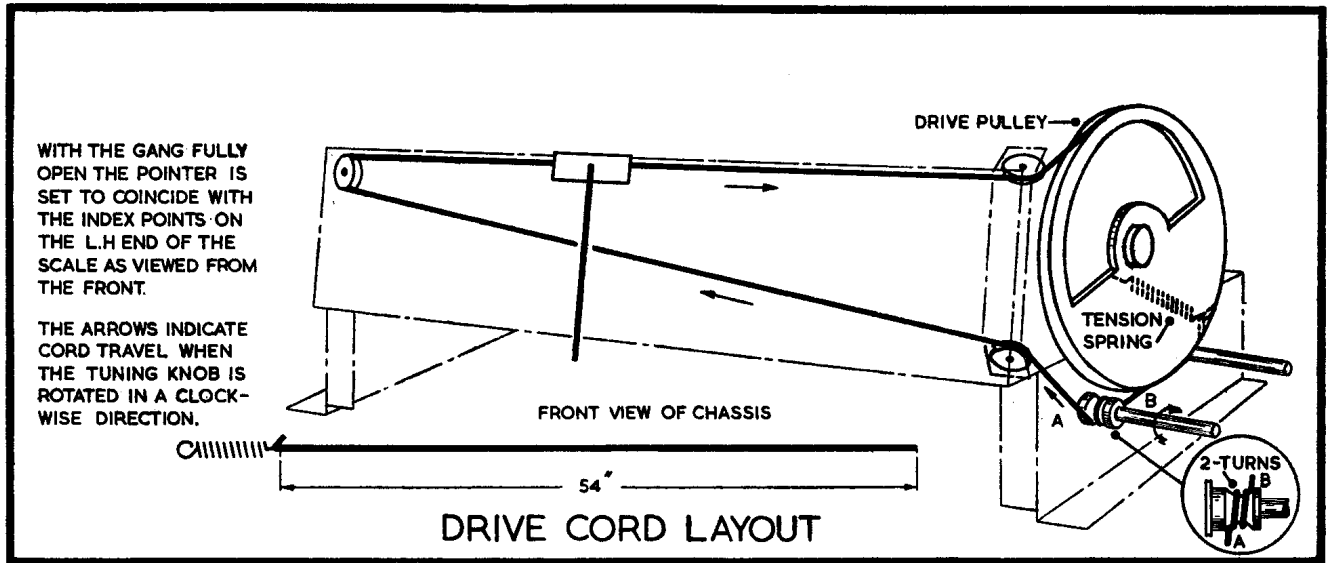 WITH THE GANG FULLY
OPEN THE POINTER IS
SET TO COINCIDE WITH
THE INDEX POINTS ON
THE L.H END OF THE
SCALE AS VIEWED FROM
THE FRONT.
THE ARROWS INDICATE
CORD TRAVEL WHEN
THE TUNING KNOB IS
ROTATED IN A CLOCK-
WISE DIRECTION.
DRIVE PULLEY
TENSION
SPRING
FRONT VIEW OF CHASSIS
A
B
2-TURNS
B
A
54"
DRIVE CORD LAYOUT